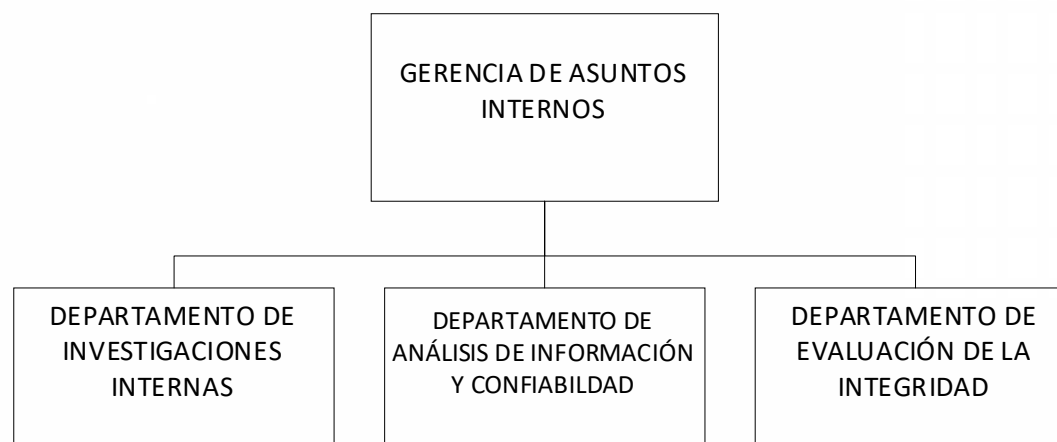 GERENCIA DE ASUNTOS
INTERNOS
DEPARTAMENTO DE
INVESTIGACIONES
INTERNAS
DEPARTAMENTO DE
ANÁLISIS DE INFORMACIÓN
Y CONFIABILDAD
DEPARTAMENTO DE
EVALUACIÓN DE LA
INTEGRIDAD